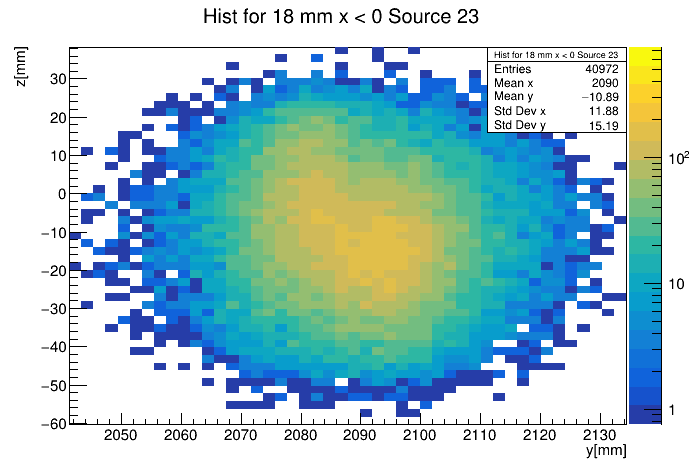 Hist for 18 mm x < 0 Source 23
z[mm]
Hist for 18 mm x < 0 Source 23
Entries 40972
Mean x 2090
Mean y −10.89
Std Dev x 11.88
Std Dev y 15.19
30
20
10
0
−10
−20
−30
−40
−50
−60
10²
10
1
2050 2060 2070 2080 2090 2100 2110 2120 2130
y[mm]